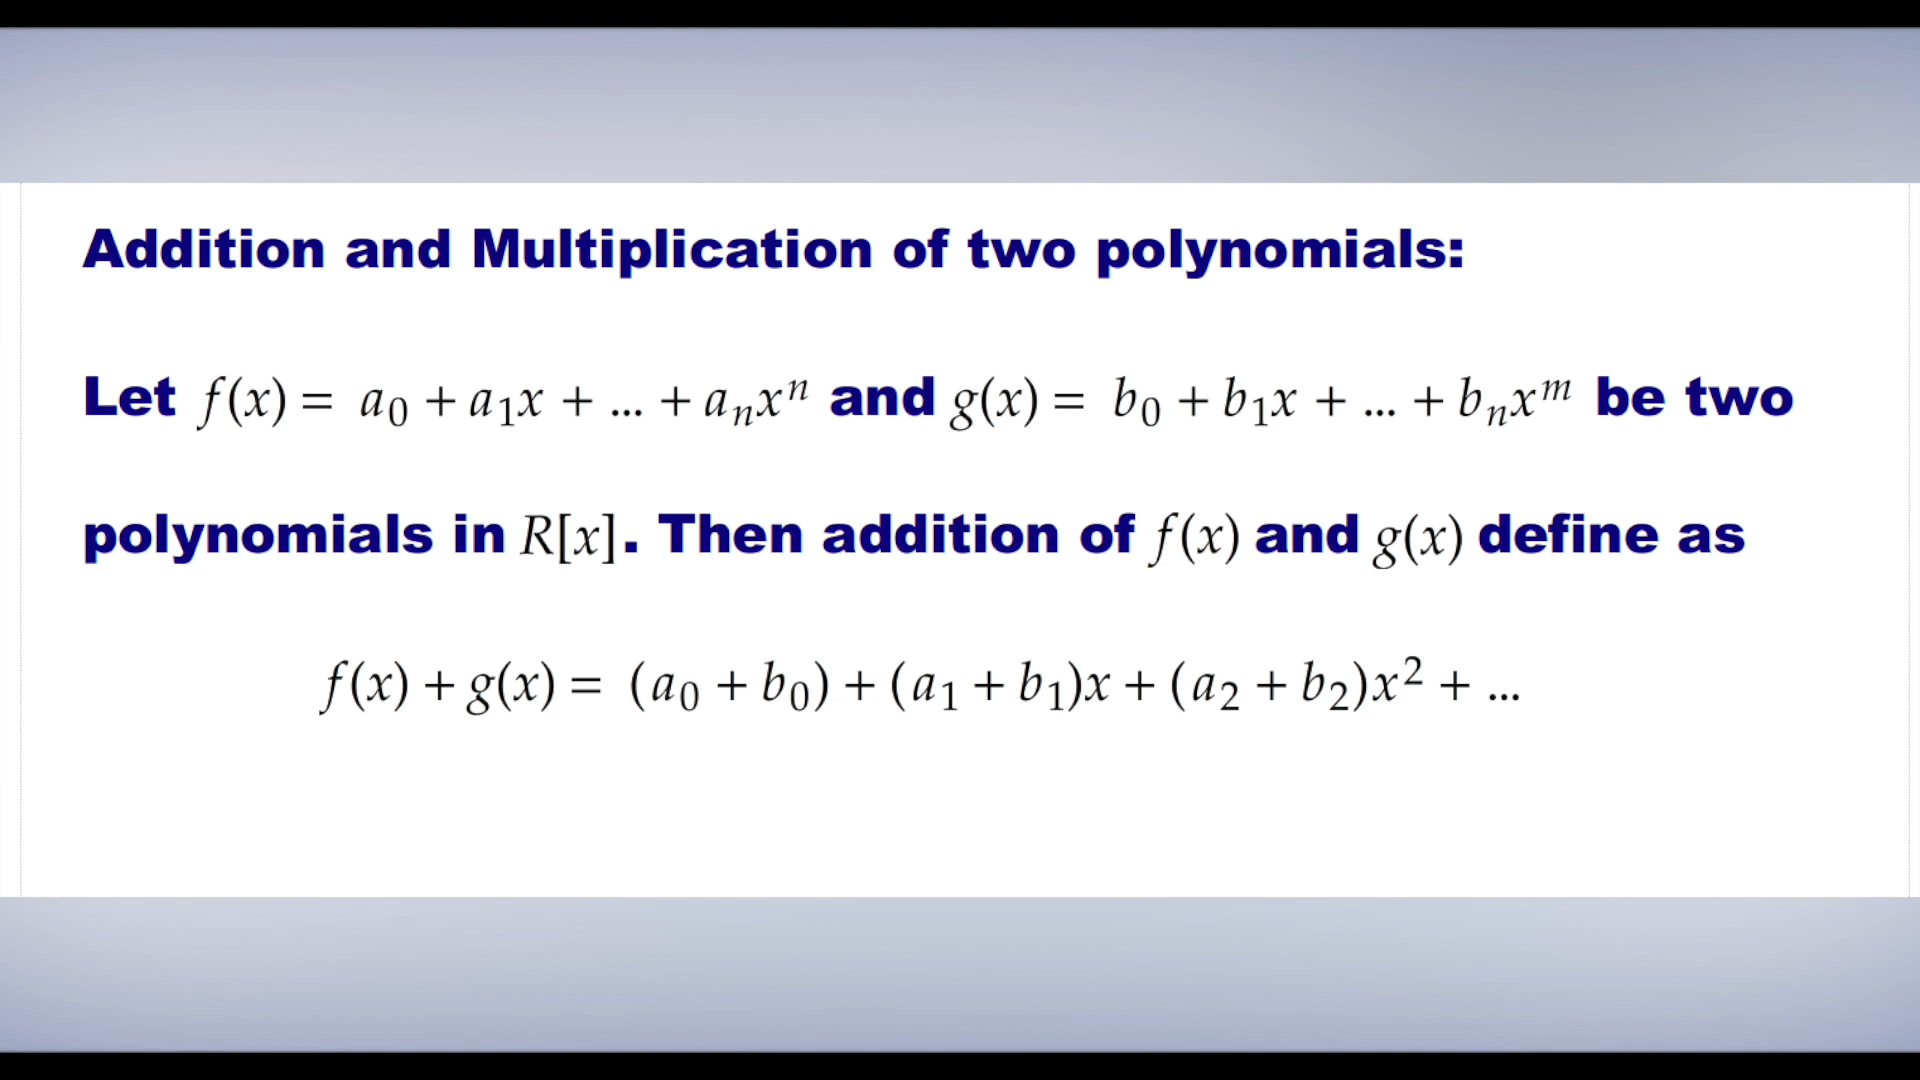 Addition and Multiplication of two polynomials:
Let f(x) = a₀ + a₁x + ... + aₙxⁿ and g(x) = b₀ + b₁x + ... + bₙxᵐ be two
polynomials in R[x]. Then addition of f(x) and g(x) define as
f(x) + g(x) = (a₀ + b₀) + (a₁ + b₁)x + (a₂ + b₂)x² + ...